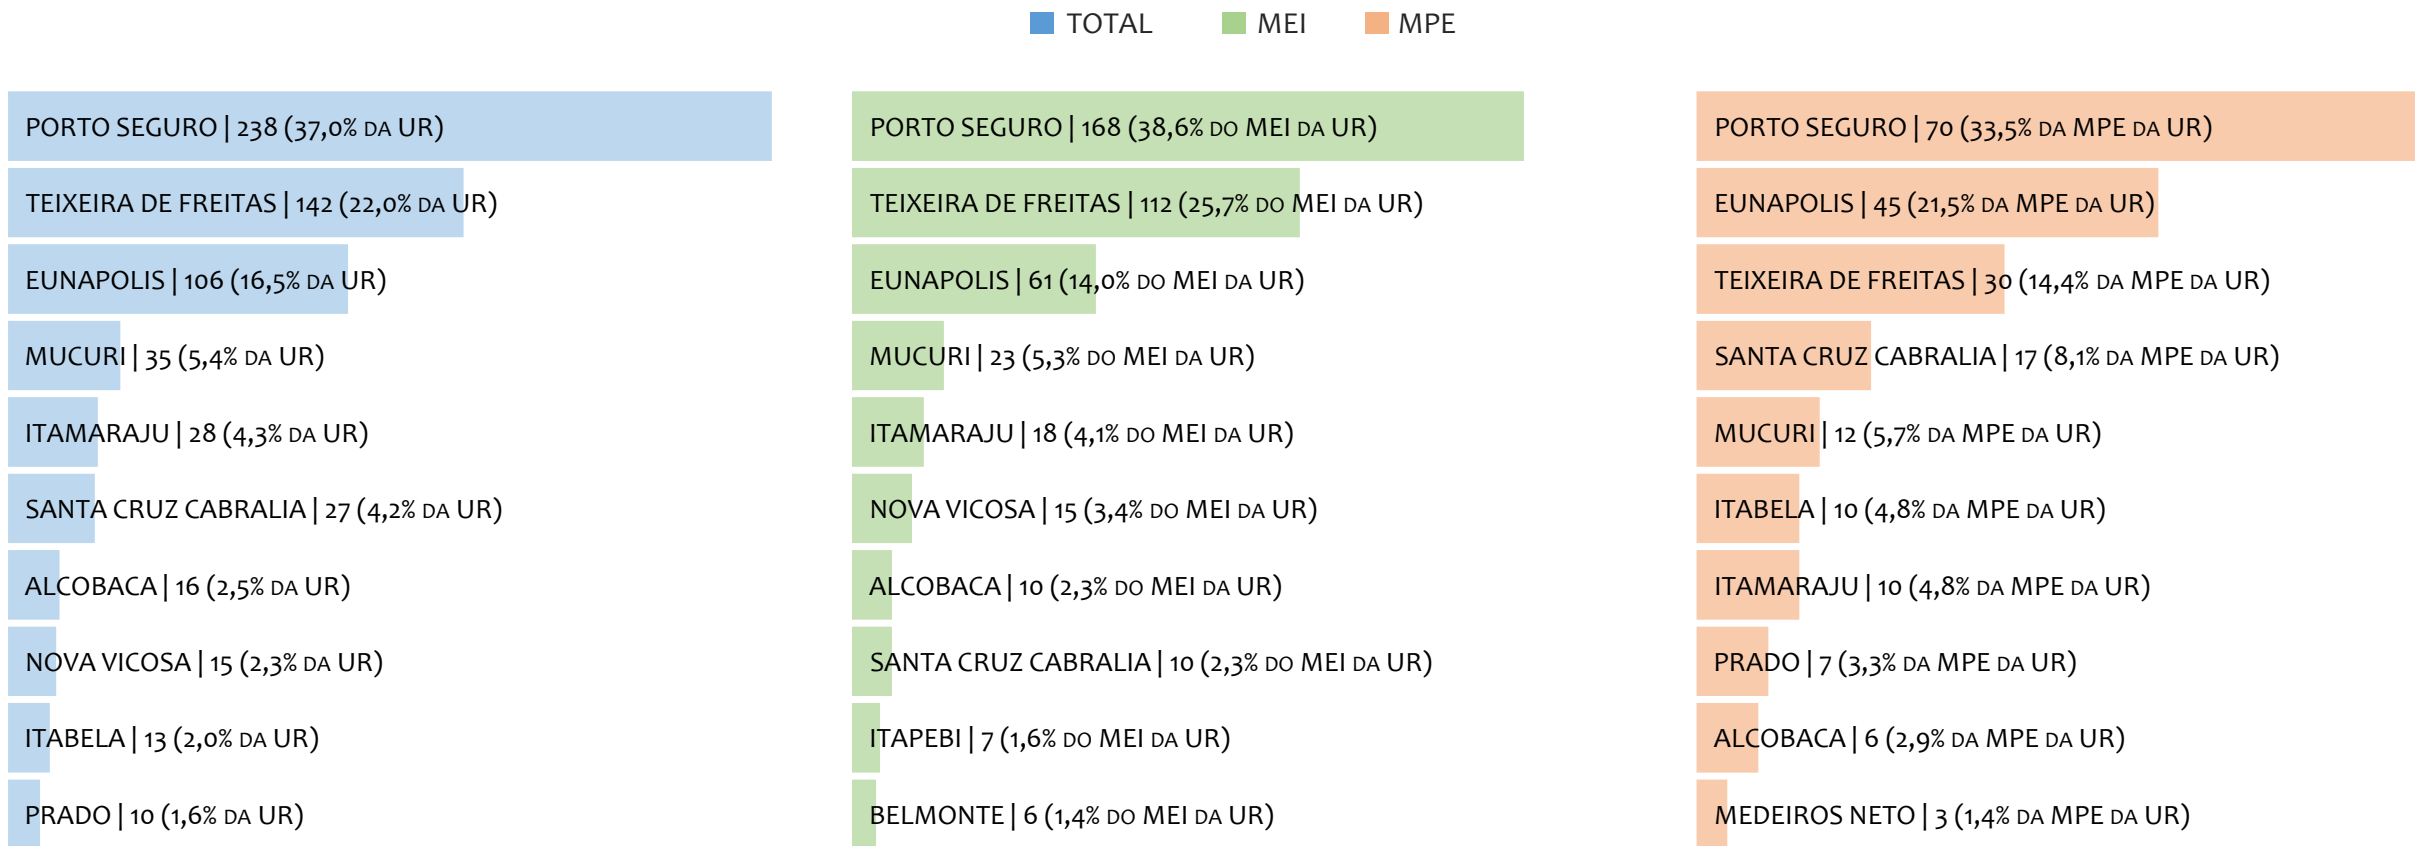 TOTAL MEI MPE
PORTO SEGURO | 238 (37,0% DA UR)
TEIXEIRA DE FREITAS | 142 (22,0% DA UR)
EUNAPOLIS | 106 (16,5% DA UR)
MUCURI | 35 (5,4% DA UR)
ITAMARAJU | 28 (4,3% DA UR)
SANTA CRUZ CABRALIA | 27 (4,2% DA UR)
ALCOBACA | 16 (2,5% DA UR)
NOVA VICOSA | 15 (2,3% DA UR)
ITABELA | 13 (2,0% DA UR)
PRADO | 10 (1,6% DA UR)
PORTO SEGURO | 168 (38,6% DO MEI DA UR)
TEIXEIRA DE FREITAS | 112 (25,7% DO MEI DA UR)
EUNAPOLIS | 61 (14,0% DO MEI DA UR)
MUCURI | 23 (5,3% DO MEI DA UR)
ITAMARAJU | 18 (4,1% DO MEI DA UR)
NOVA VICOSA | 15 (3,4% DO MEI DA UR)
ALCOBACA | 10 (2,3% DO MEI DA UR)
SANTA CRUZ CABRALIA | 10 (2,3% DO MEI DA UR)
ITAPEBI | 7 (1,6% DO MEI DA UR)
BELMONTE | 6 (1,4% DO MEI DA UR)
PORTO SEGURO | 70 (33,5% DA MPE DA UR)
EUNAPOLIS | 45 (21,5% DA MPE DA UR)
TEIXEIRA DE FREITAS | 30 (14,4% DA MPE DA UR)
SANTA CRUZ CABRALIA | 17 (8,1% DA MPE DA UR)
MUCURI | 12 (5,7% DA MPE DA UR)
ITABELA | 10 (4,8% DA MPE DA UR)
ITAMARAJU | 10 (4,8% DA MPE DA UR)
PRADO | 7 (3,3% DA MPE DA UR)
ALCOBACA | 6 (2,9% DA MPE DA UR)
MEDEIROS NETO | 3 (1,4% DA MPE DA UR)